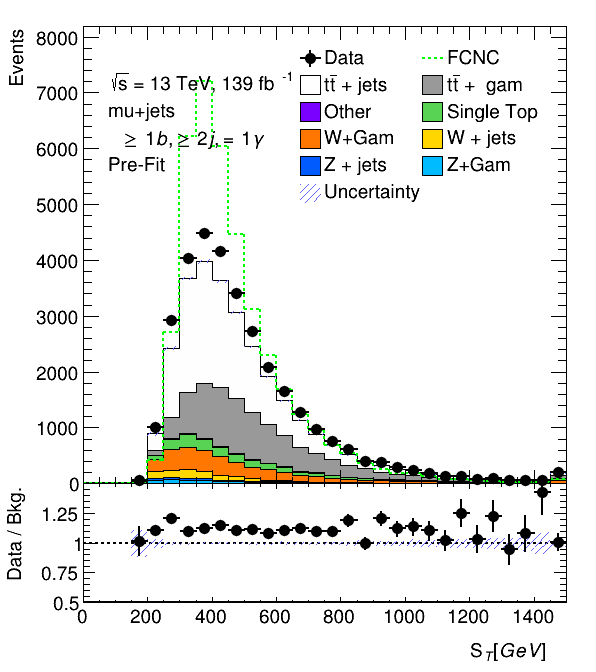 Events
8000
7000
6000
5000
4000
3000
2000
1000
0
√s = 13 TeV, 139 fb⁻¹
mu+jets
≥ 1b, ≥ 2j, = 1γ
Pre-Fit
Data
FCNC
tt̄ + jets
tt̄ + gam
Other
Single Top
W+Gam
W + jets
Z + jets
Z+Gam
Uncertainty
Data / Bkg.
1.25
1
0.75
0.5
0 200 400 600 800 1000 1200 1400
S_T[GeV]